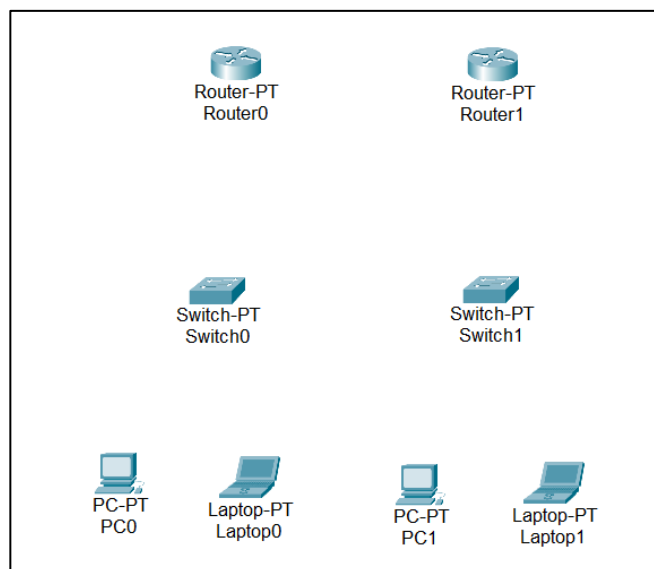 Router-PT
Router0
Router-PT
Router1
Switch-PT
Switch0
Switch-PT
Switch1
PC-PT
PC0
Laptop-PT
Laptop0
PC-PT
PC1
Laptop-PT
Laptop1